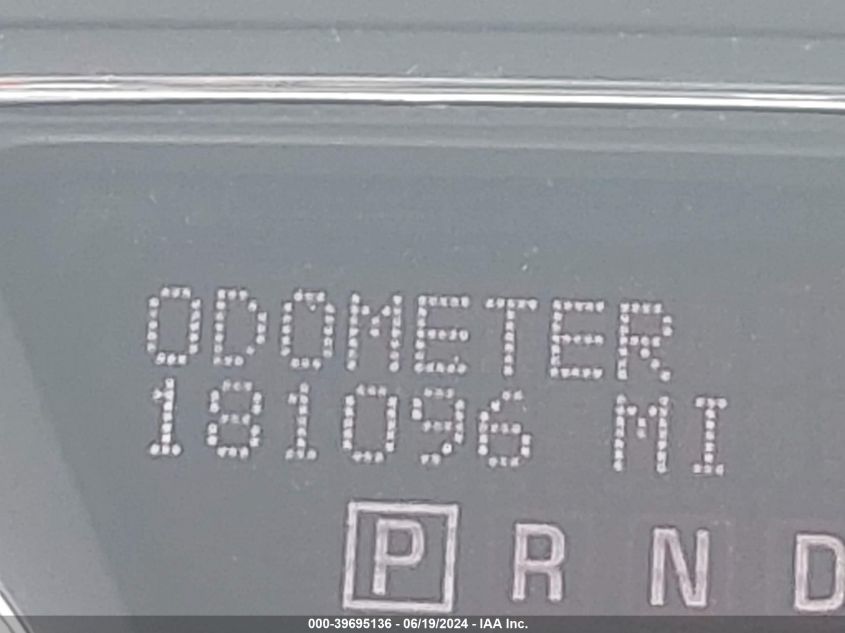 ODOMETER
181096 MI
P R N D
000-39695136 - 06/19/2024 - IAA Inc.